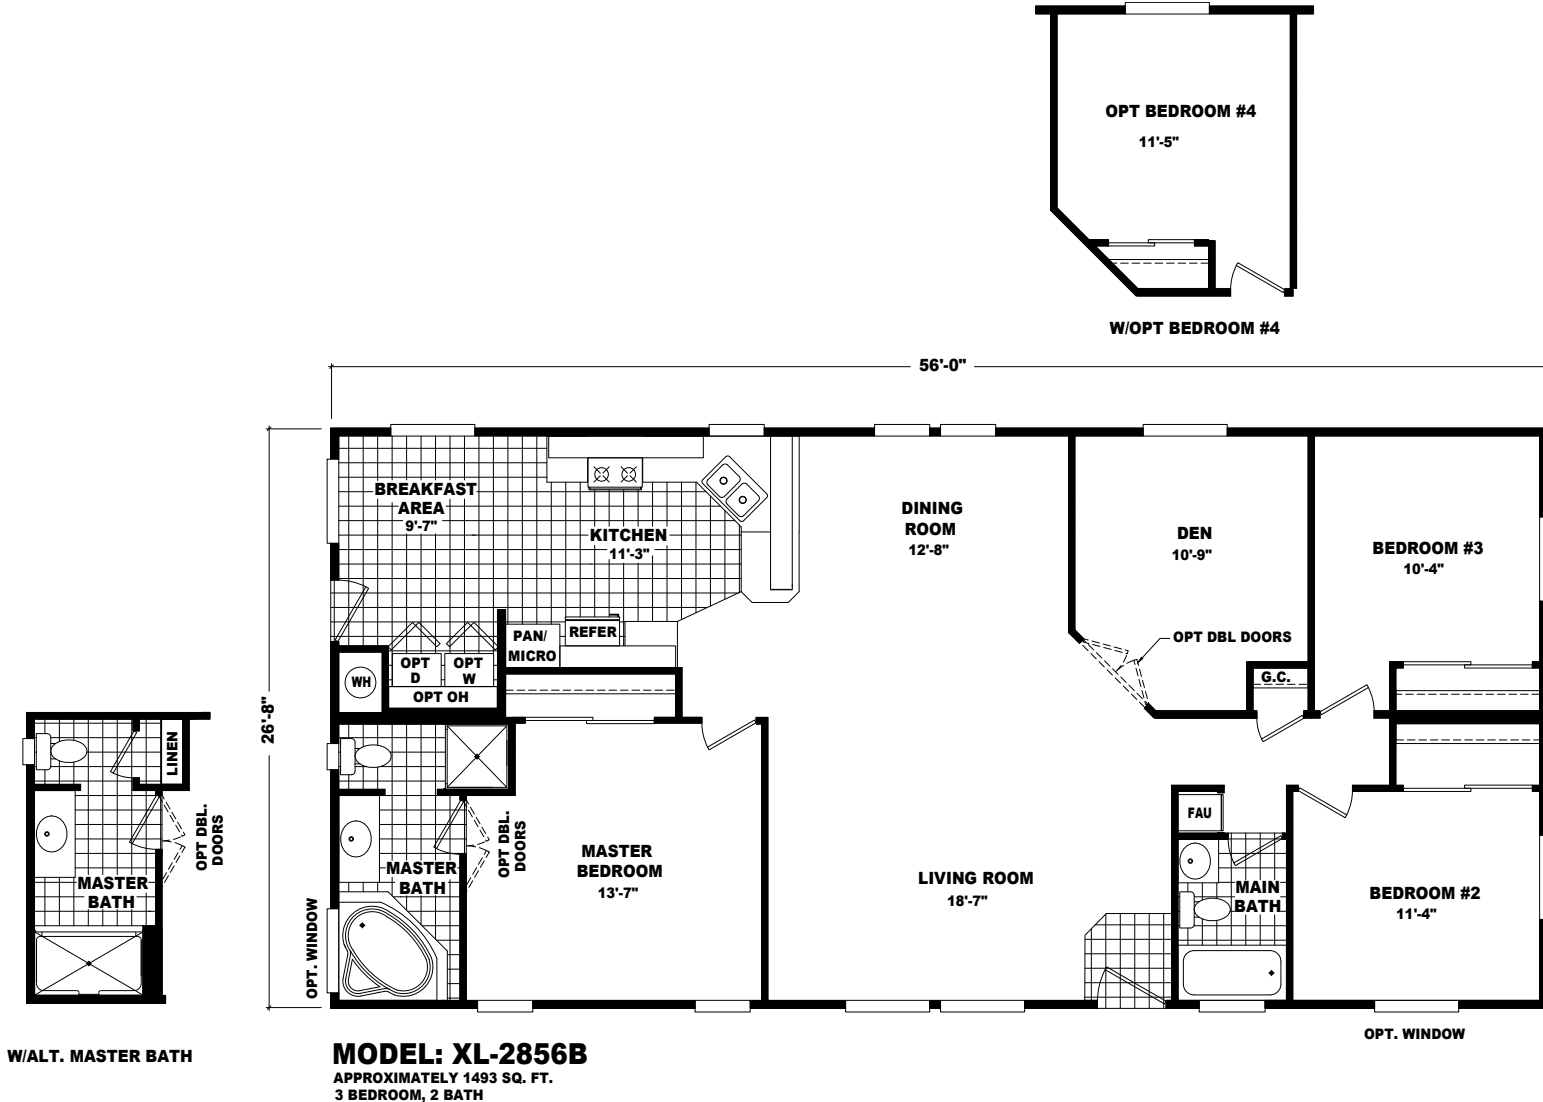 OPT BEDROOM #4
11'-5"
W/OPT BEDROOM #4
56'-0"
26'-8"
BREAKFAST
AREA
9'-7"
KITCHEN
11'-3"
DINING
ROOM
12'-8"
DEN
10'-9"
BEDROOM #3
10'-4"
OPT DBL DOORS
G.C.
PAN/
MICRO
REFER
WH
OPT
D
OPT
W
OPT OH
LINEN
OPT DBL.
DOORS
MASTER
BATH
OPT DBL.
DOORS
MASTER
BATH
OPT. WINDOW
MASTER
BEDROOM
13'-7"
LIVING ROOM
18'-7"
FAU
MAIN
BATH
BEDROOM #2
11'-4"
OPT. WINDOW
W/ALT. MASTER BATH
MODEL: XL-2856B
APPROXIMATELY 1493 SQ. FT.
3 BEDROOM, 2 BATH